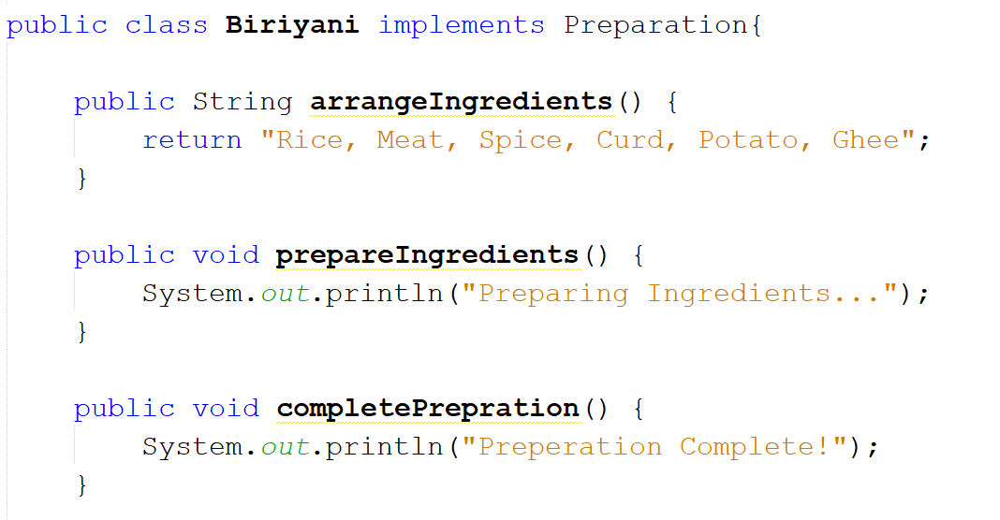 public class Biriyani implements Preparation{
public String arrangeIngredients() {
return "Rice, Meat, Spice, Curd, Potato, Ghee";
}
public void prepareIngredients() {
System.out.println("Preparing Ingredients...");
}
public void completePrepration() {
System.out.println("Preperation Complete!");
}